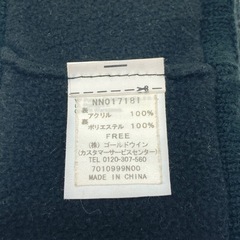 NN01718I
表 アクリル 100%
裏 ポリエステル 100%
FREE
(株) ゴールドウイン
(カスタマーサービスセンター)
TEL 0120-307-560
7010999N00
MADE IN CHINA